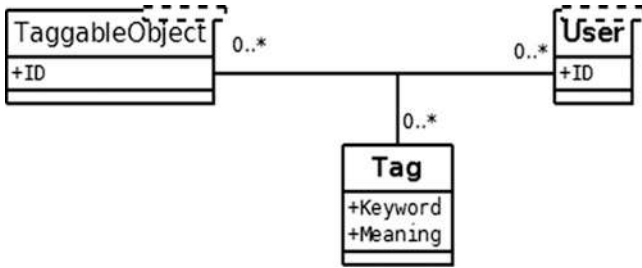 TaggableObject
+ID
0..*
0..*
User
+ID
0..*
Tag
+Keyword
+Meaning